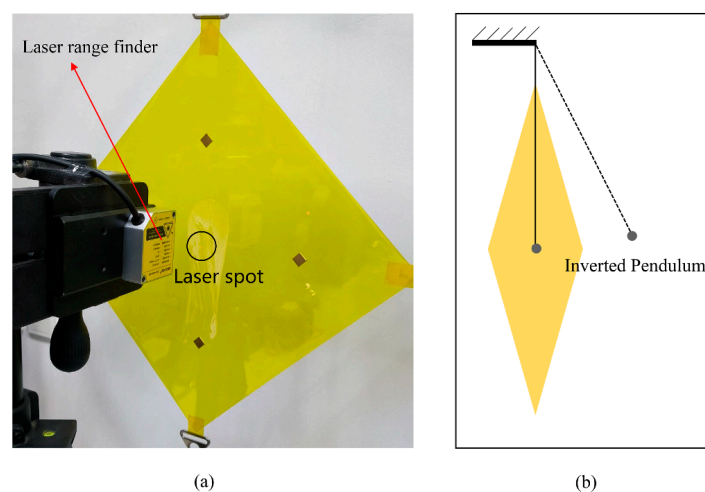 Laser range finder
Laser spot
Inverted Pendulum
(a)
(b)